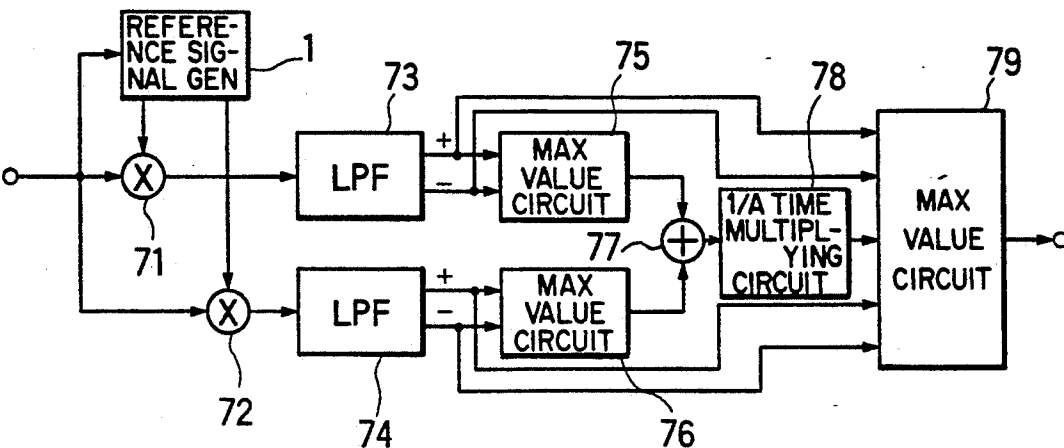 REFERE-
NCE SIG-
NAL GEN
1
73
75
78
79
+
-
LPF
MAX
VALUE
CIRCUIT
X
71
77
+
1/A TIME
MULTIPL-
YING
CIRCUIT
MAX
VALUE
CIRCUIT
X
72
LPF
+
-
MAX
VALUE
CIRCUIT
74
76